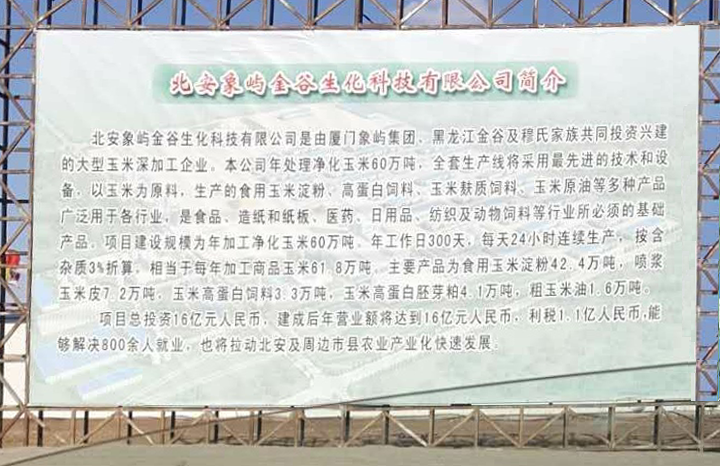 北安象屿金谷生化科技有限公司简介
北安象屿金谷生化科技有限公司是由厦门象屿集团、黑龙江金谷及穆氏家族共同投资兴建
的大型玉米深加工企业。本公司年处理净化玉米60万吨，全套生产线将采用最先进的技术和设
备，以玉米为原料，生产的食用玉米淀粉、高蛋白饲料、玉米麸质饲料、玉米原油等多种产品
广泛用于各行业，是食品、造纸和纸板、医药、日用品、纺织及动物饲料等行业所必须的基础
产品。项目建设规模为年加工净化玉米60万吨。年工作日300天，每天24小时连续生产，按含
杂质3%折算，相当于每年加工商品玉米61.8万吨。主要产品为食用玉米淀粉42.4万吨，喷浆
玉米皮7.2万吨，玉米高蛋白饲料3.3万吨，玉米高蛋白胚芽粕4.1万吨，粗玉米油1.6万吨。
项目总投资16亿元人民币，建成后年营业额将达到16亿元人民币，利税1.1亿人民币，能
够解决800余人就业，也将拉动北安及周边市县农业产业化快速发展。